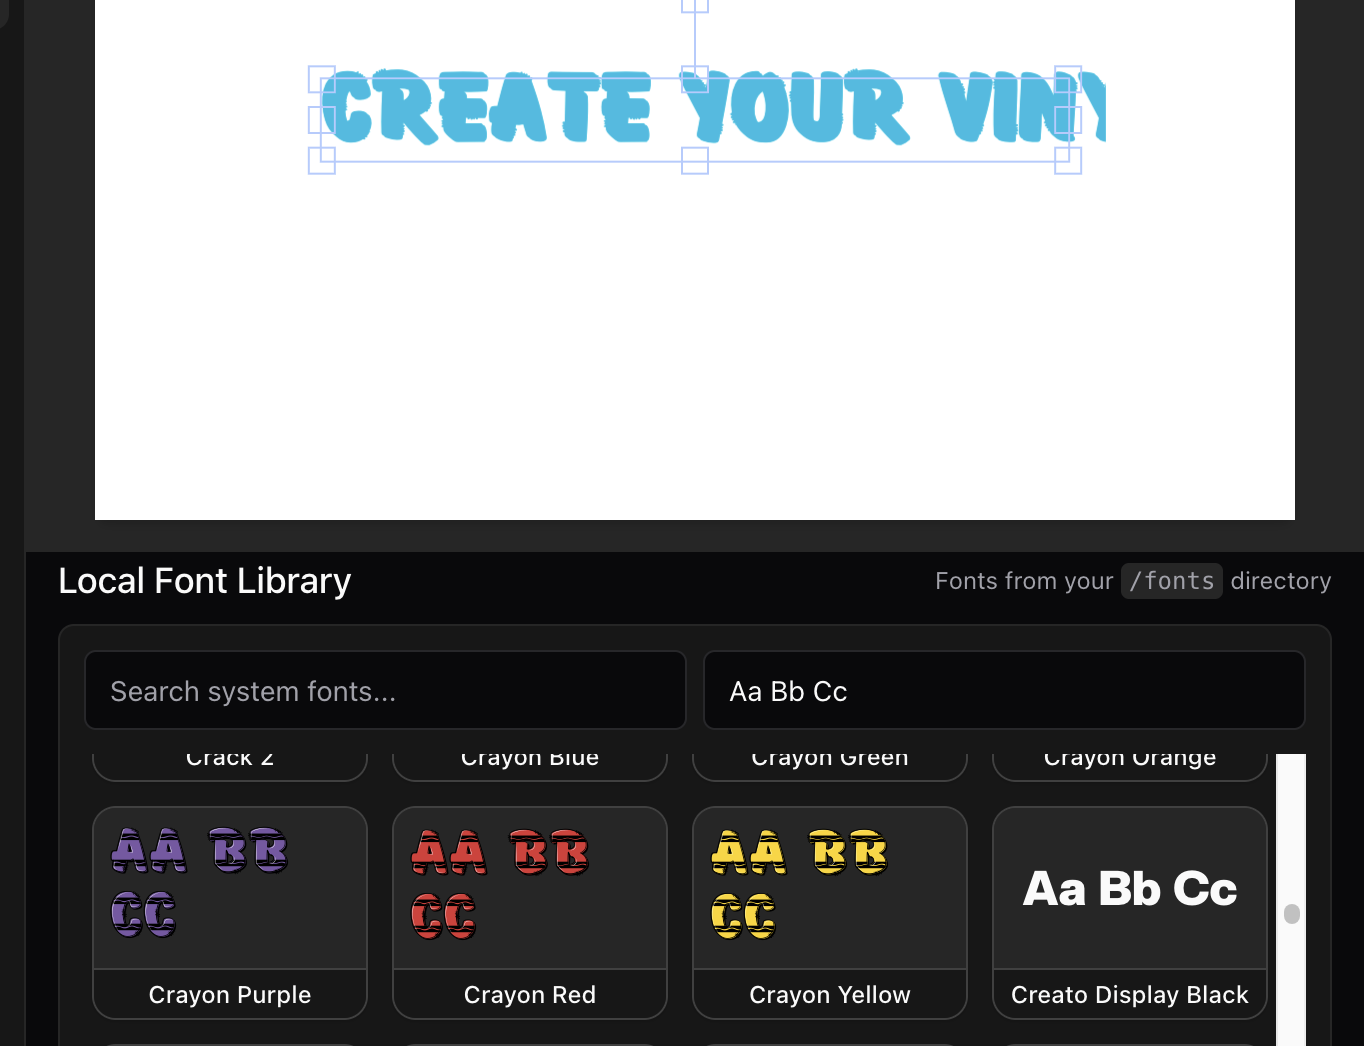 CREATE YOUR VINY
Local Font Library
Fonts from your /fonts directory
Search system fonts...
Aa Bb Cc
Crack 2
Crayon Blue
Crayon Green
Crayon Orange
AA BB
CC
AA BB
CC
AA BB
CC
Aa Bb Cc
Crayon Purple
Crayon Red
Crayon Yellow
Creato Display Black